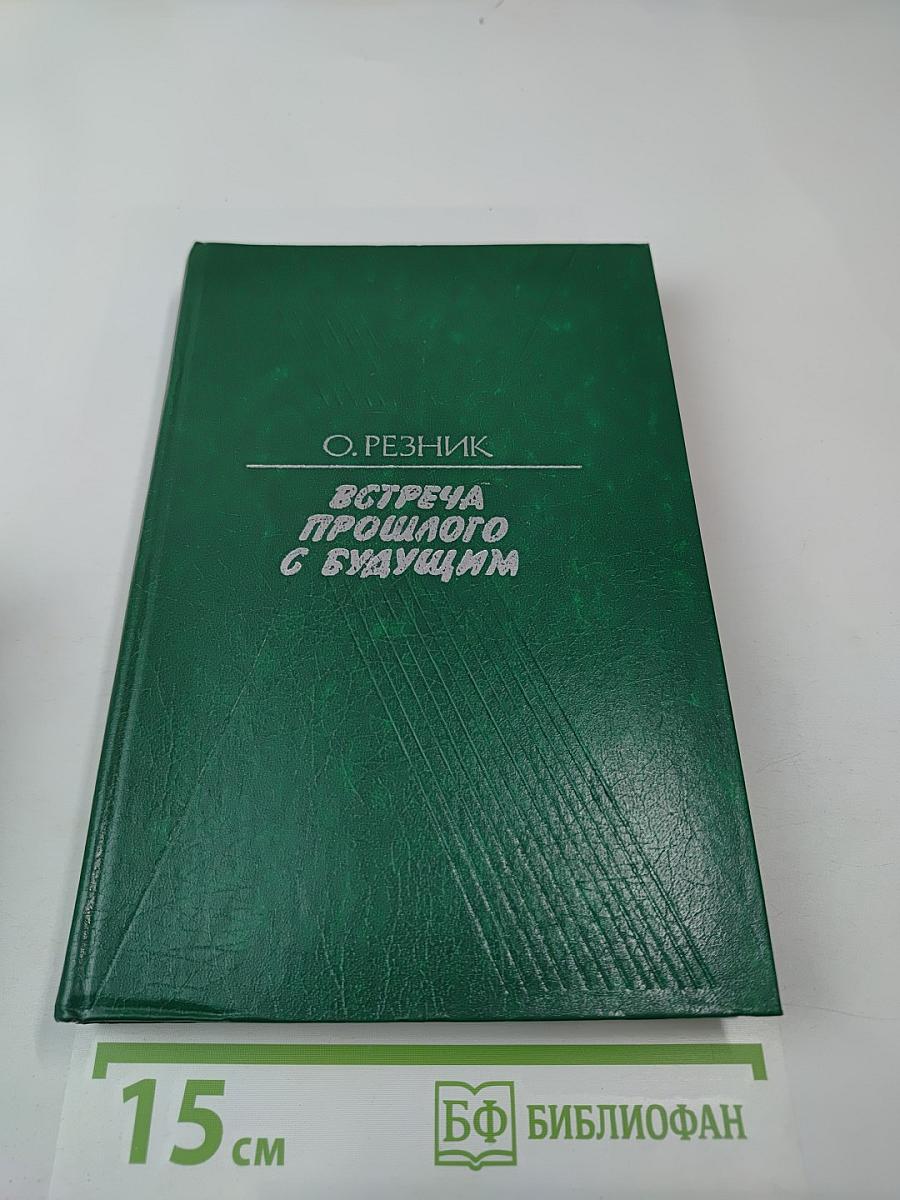 О. РЕЗНИК
ВСТРЕЧА
ПРОШЛОГО
С БУДУЩИМ
15 см
БФ БИБЛИОФАН